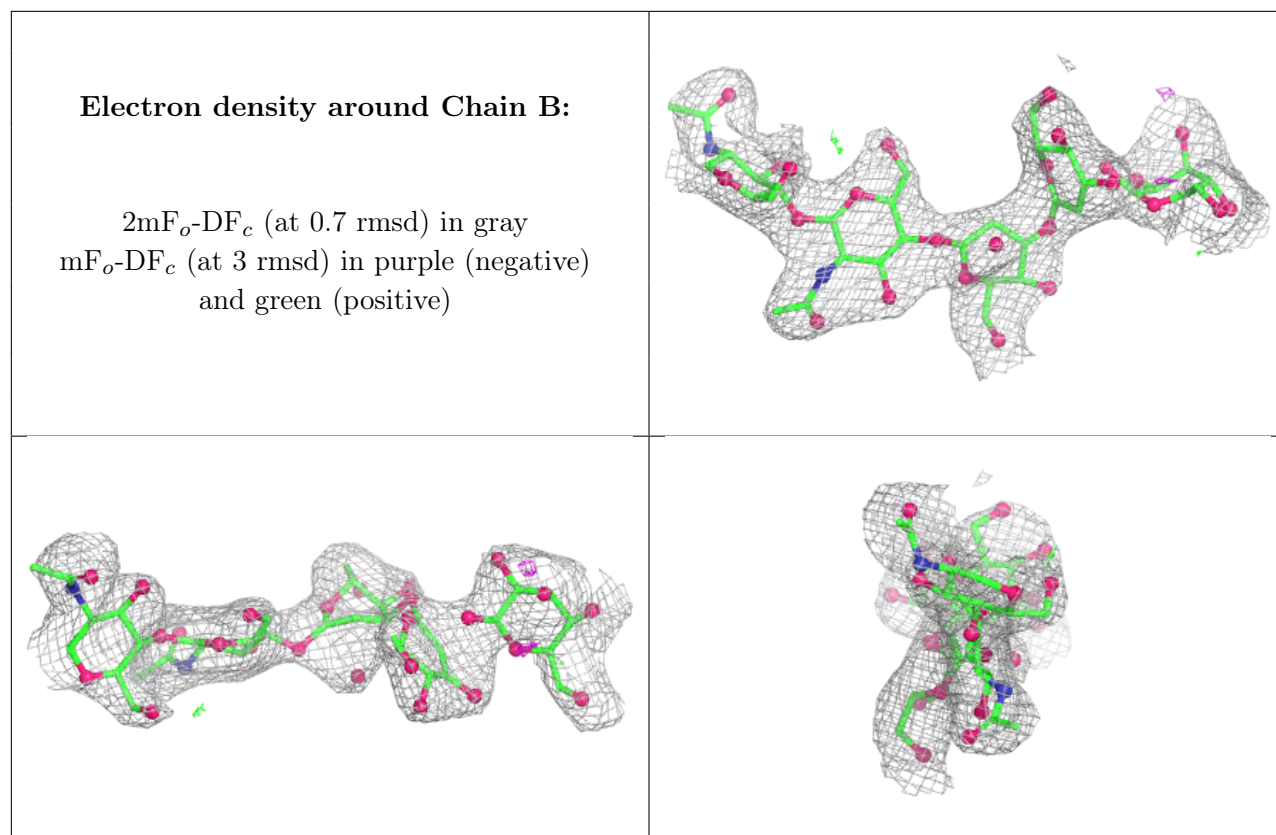 Electron density around Chain B:
2mFₒ-DF𝑐 (at 0.7 rmsd) in gray
mFₒ-DF𝑐 (at 3 rmsd) in purple (negative)
and green (positive)